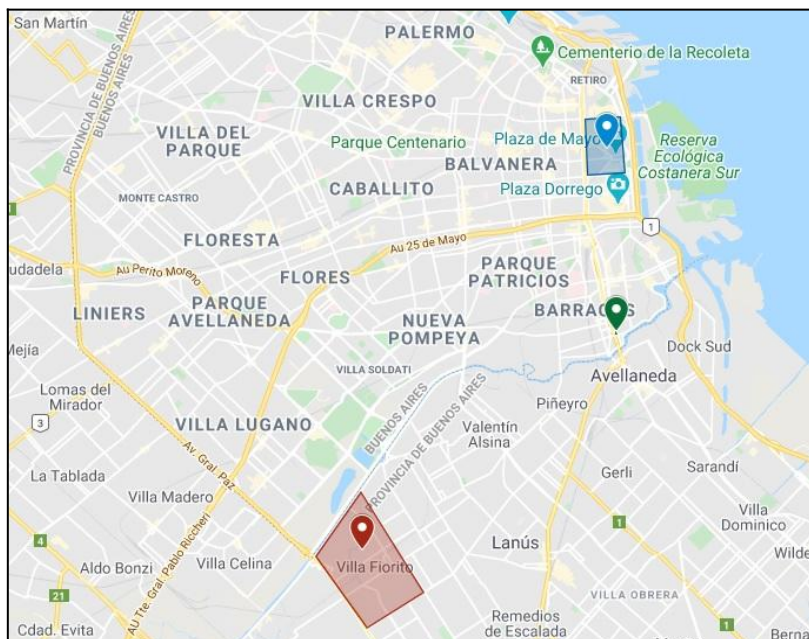 San Martín
PALERMO
Cementerio de la Recoleta
RETIRO
PROVINCIA DE BUENOS AIRES
BUENOS AIRES
VILLA CRESPO
VILLA DEL
PARQUE
Parque Centenario
Plaza de Mayo
Reserva
Ecológica
Costanera Sur
BALVANERA
MONTE CASTRO
CABALLITO
Plaza Dorrego
1
FLORESTA
Au 25 de Mayo
Au Perito Moreno
FLORES
PARQUE
PATRICIOS
LINIERS
PARQUE
AVELLANEDA
NUEVA
POMPEYA
Dock Sud
VILLA SOLDATI
Avellaneda
Lomas del
Mirador
3
Piñeyro
VILLA LUGANO
BUENOS AIRES
PROVINCIA DE BUENOS AIRES
Valentín
Alsina
Av. Gral. Paz
La Tablada
Gerli
Sarandí
Villa Madero
Villa
Dominico
1
4
Aldo Bonzi
Villa Celina
Villa Fiorito
Lanús
AU Tte. Gral. Pablo Riccheri
21
VILLA OBRERA
Remedios
de Escalada
Cdad. Evita
1